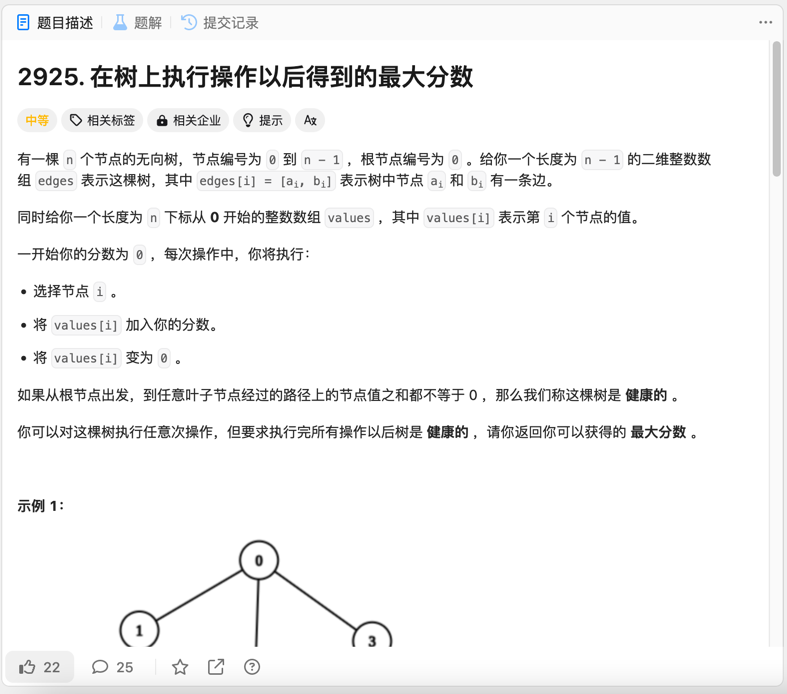 题目描述 题解 提交记录
2925. 在树上执行操作以后得到的最大分数
中等 相关标签 相关企业 提示 Aあ
有一棵 n 个节点的无向树，节点编号为 0 到 n - 1 ，根节点编号为 0 。给你一个长度为 n - 1 的二维整数数
组 edges 表示这棵树，其中 edges[i] = [ai, bi] 表示树中节点 ai 和 bi 有一条边。
同时给你一个长度为 n 下标从 0 开始的整数数组 values ，其中 values[i] 表示第 i 个节点的值。
一开始你的分数为 0 ，每次操作中，你将执行：
• 选择节点 i 。
• 将 values[i] 加入你的分数。
• 将 values[i] 变为 0 。
如果从根节点出发，到任意叶子节点经过的路径上的节点值之和都不等于 0 ，那么我们称这棵树是 健康的 。
你可以对这棵树执行任意次操作，但要求执行完所有操作以后树是 健康的 ，请你返回你可以获得的 最大分数 。
示例 1：
0
1
3
22 25